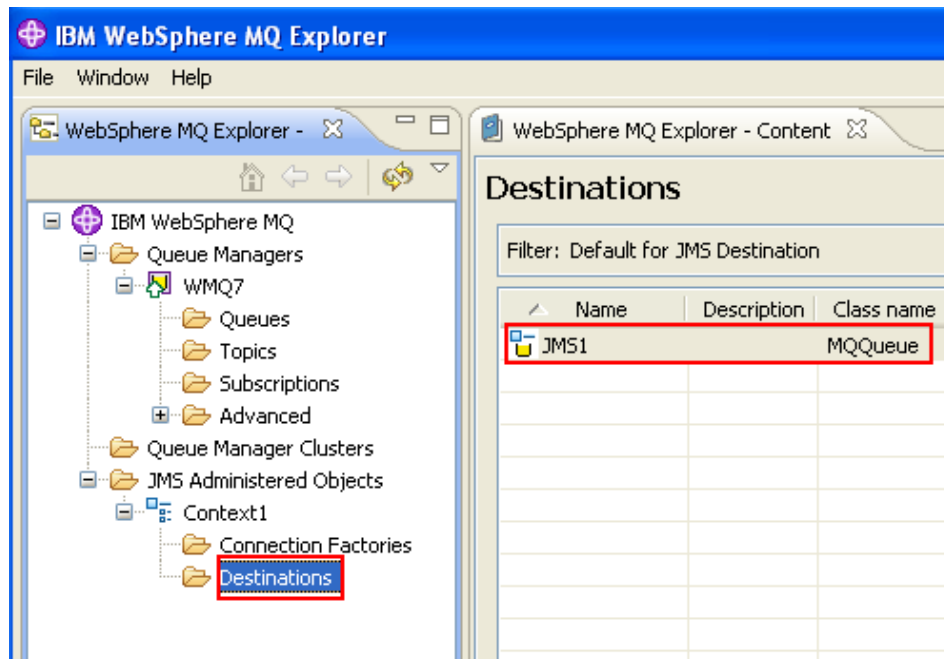 IBM WebSphere MQ Explorer
File Window Help
WebSphere MQ Explorer -
IBM WebSphere MQ
Queue Managers
WMQ7
Queues
Topics
Subscriptions
Advanced
Queue Manager Clusters
JMS Administered Objects
Context1
Connection Factories
Destinations
WebSphere MQ Explorer - Content
Destinations
Filter: Default for JMS Destination
Name Description Class name
JMS1 MQQueue